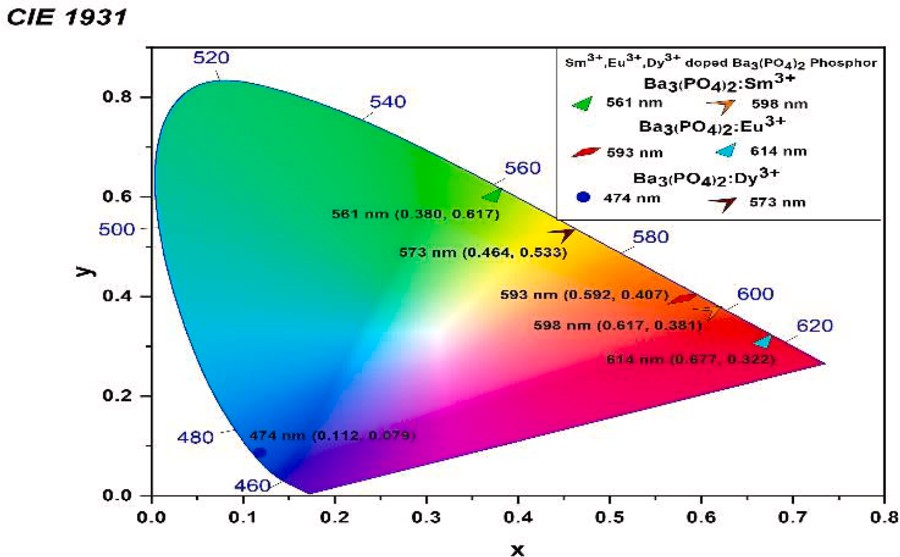 CIE 1931
Sm³⁺,Eu³⁺,Dy³⁺ doped Ba₃(PO₄)₂ Phosphor
Ba₃(PO₄)₂:Sm³⁺
561 nm 598 nm
Ba₃(PO₄)₂:Eu³⁺
593 nm 614 nm
Ba₃(PO₄)₂:Dy³⁺
474 nm 573 nm
520
540
560
561 nm (0.380, 0.617)
500
573 nm (0.464, 0.533)
580
593 nm (0.592, 0.407)
600
598 nm (0.617, 0.381)
620
614 nm (0.677, 0.322)
480
474 nm (0.112, 0.079)
460
y
0.8
0.6
0.4
0.2
0.0
0.0 0.1 0.2 0.3 0.4 0.5 0.6 0.7 0.8
x